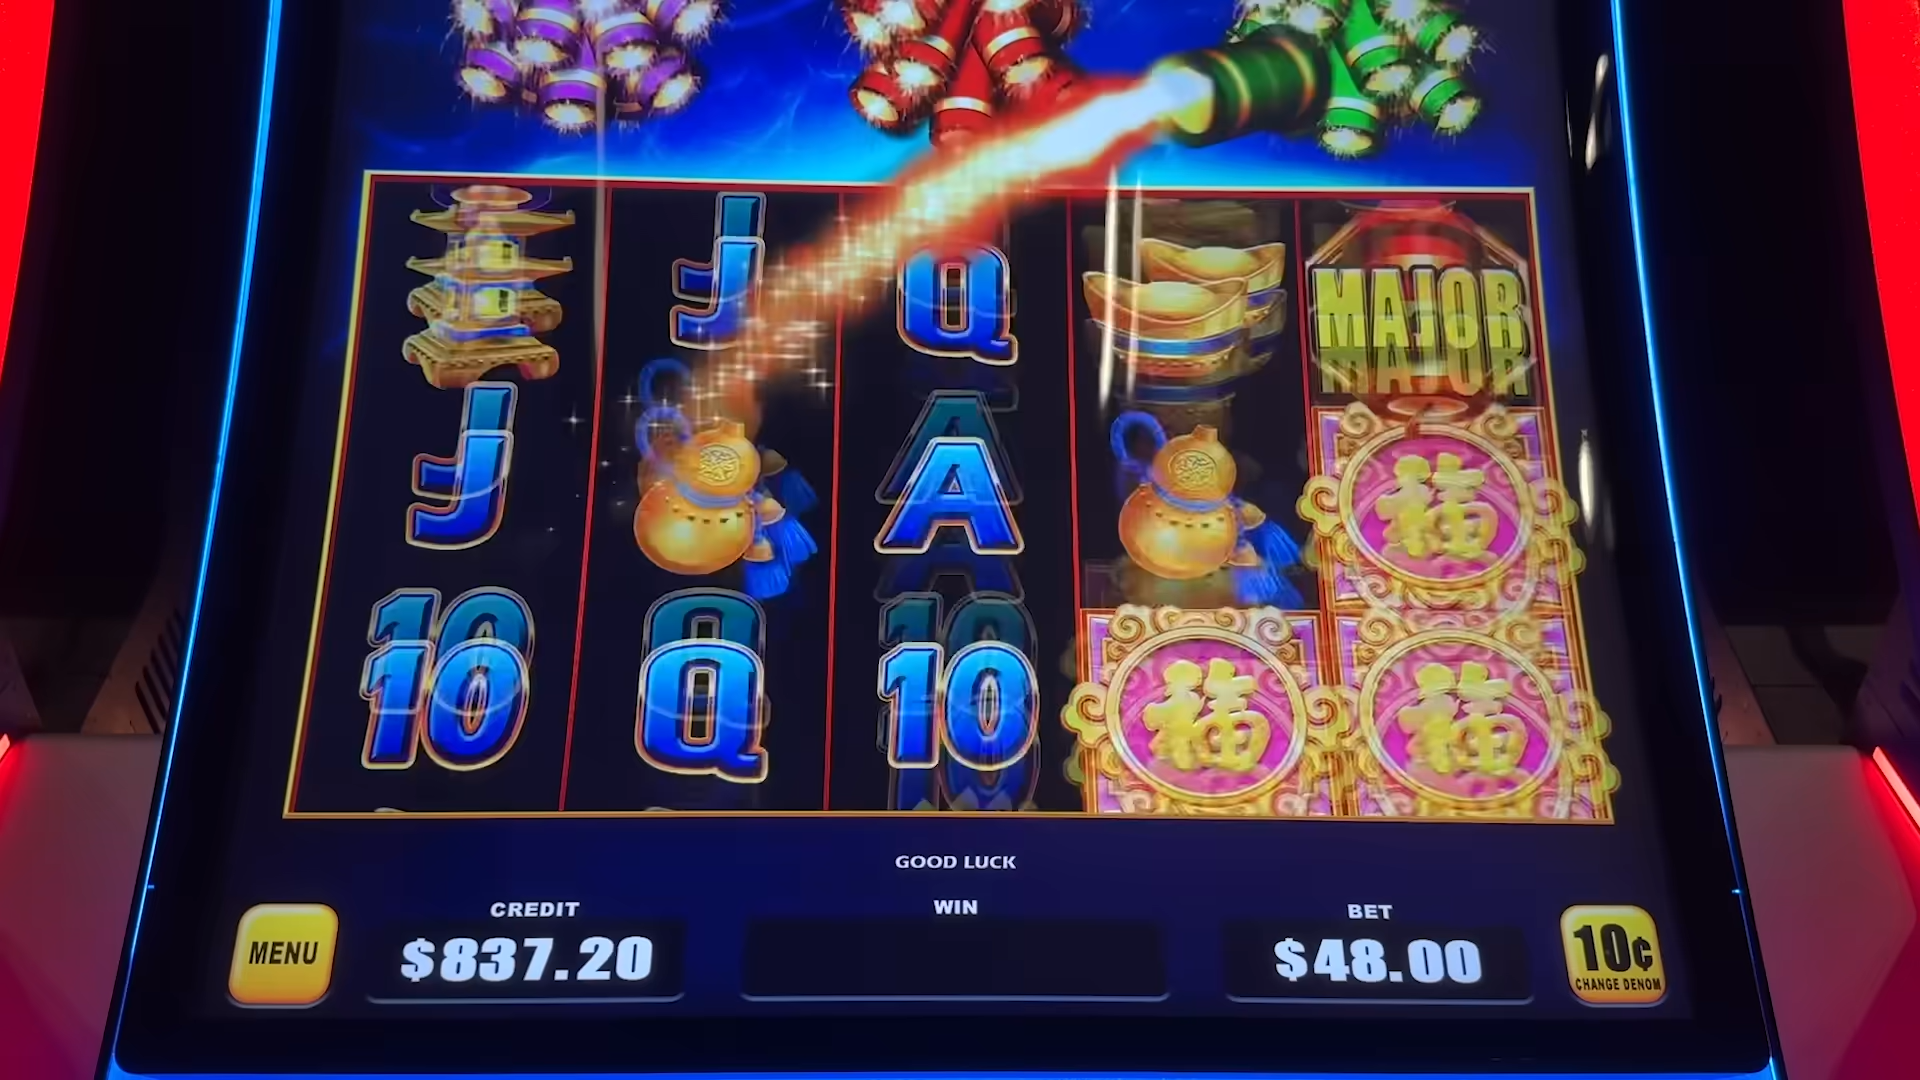 J
Q
MAJOR
J
A
福
10
Q
10
福
福
GOOD LUCK
MENU
CREDIT
$837.20
WIN
BET
$48.00
10¢
CHANGE DENOM